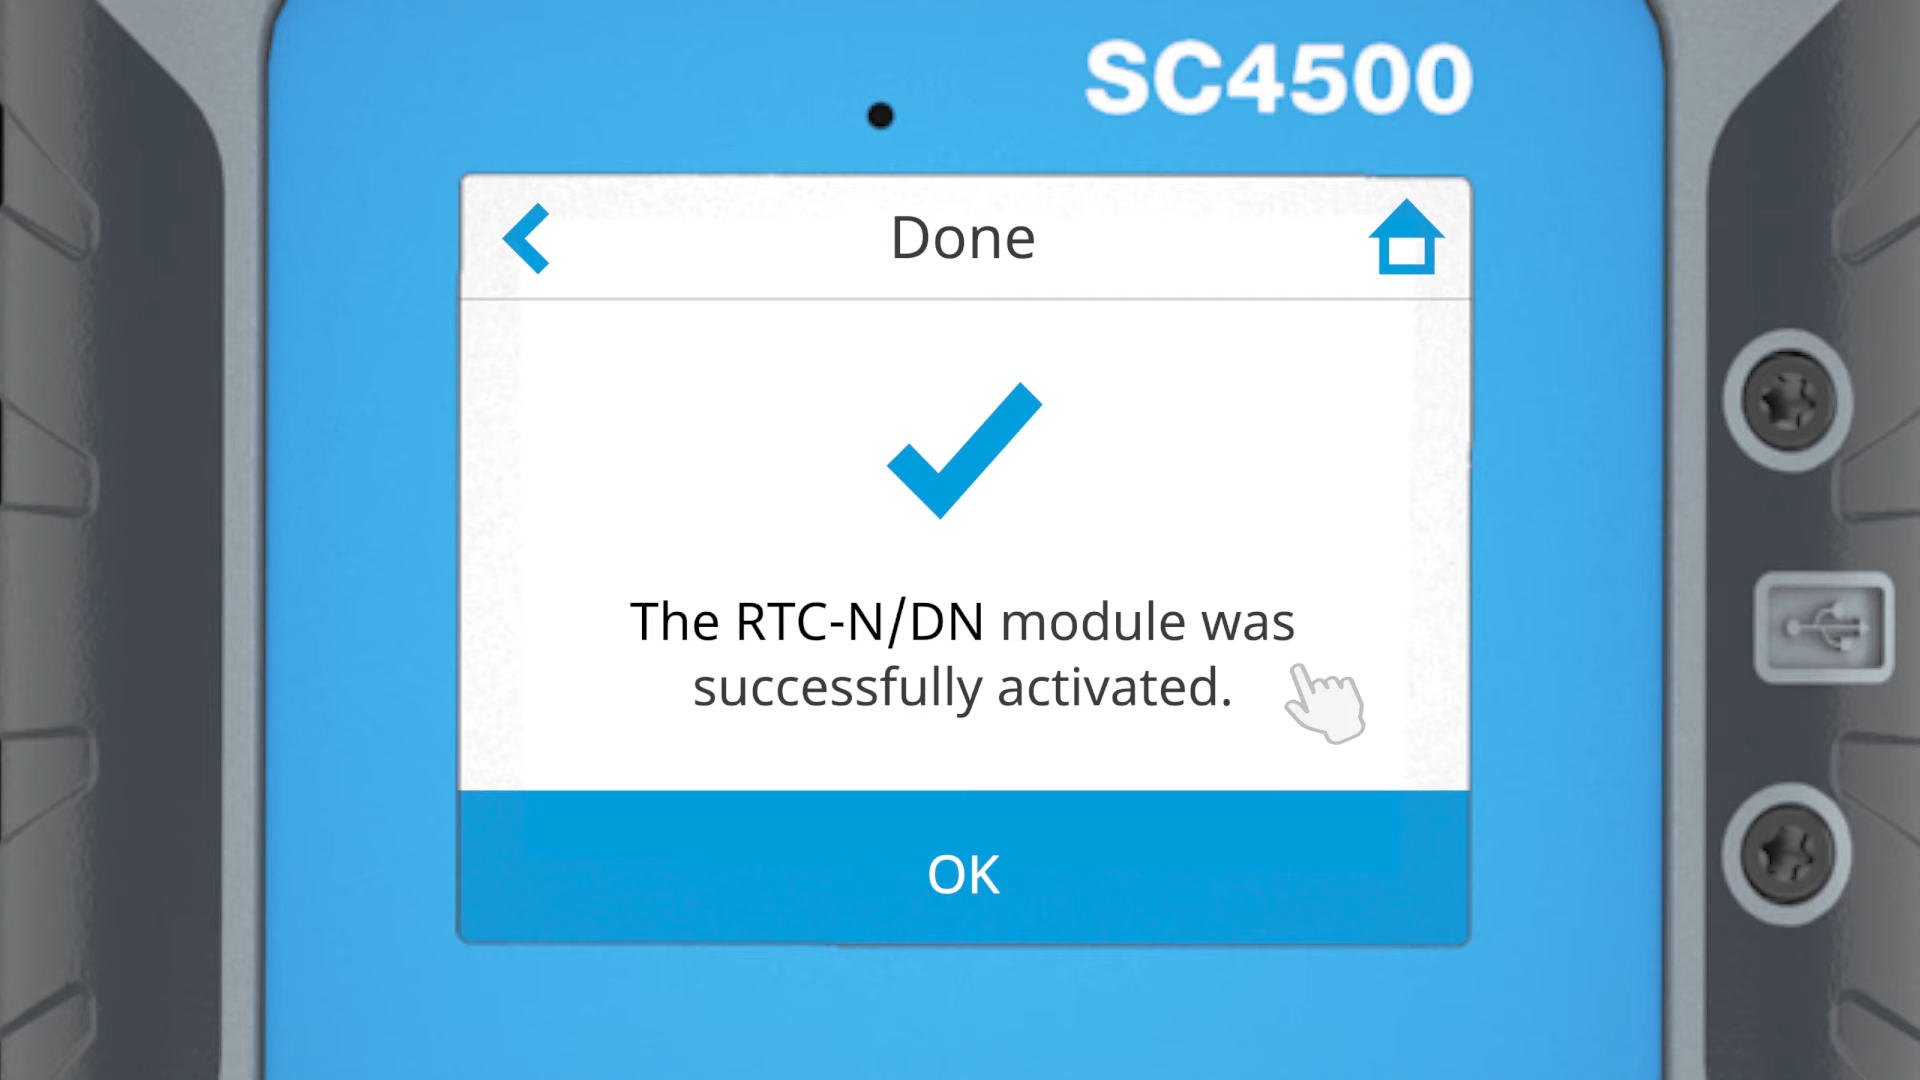 SC4500
Done
The RTC-N/DN module was
successfully activated.
OK